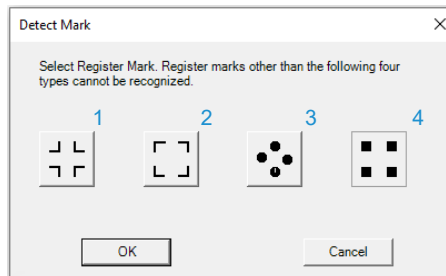 Detect Mark
Select Register Mark. Register marks other than the following four
types cannot be recognized.
1 2 3 4
OK Cancel